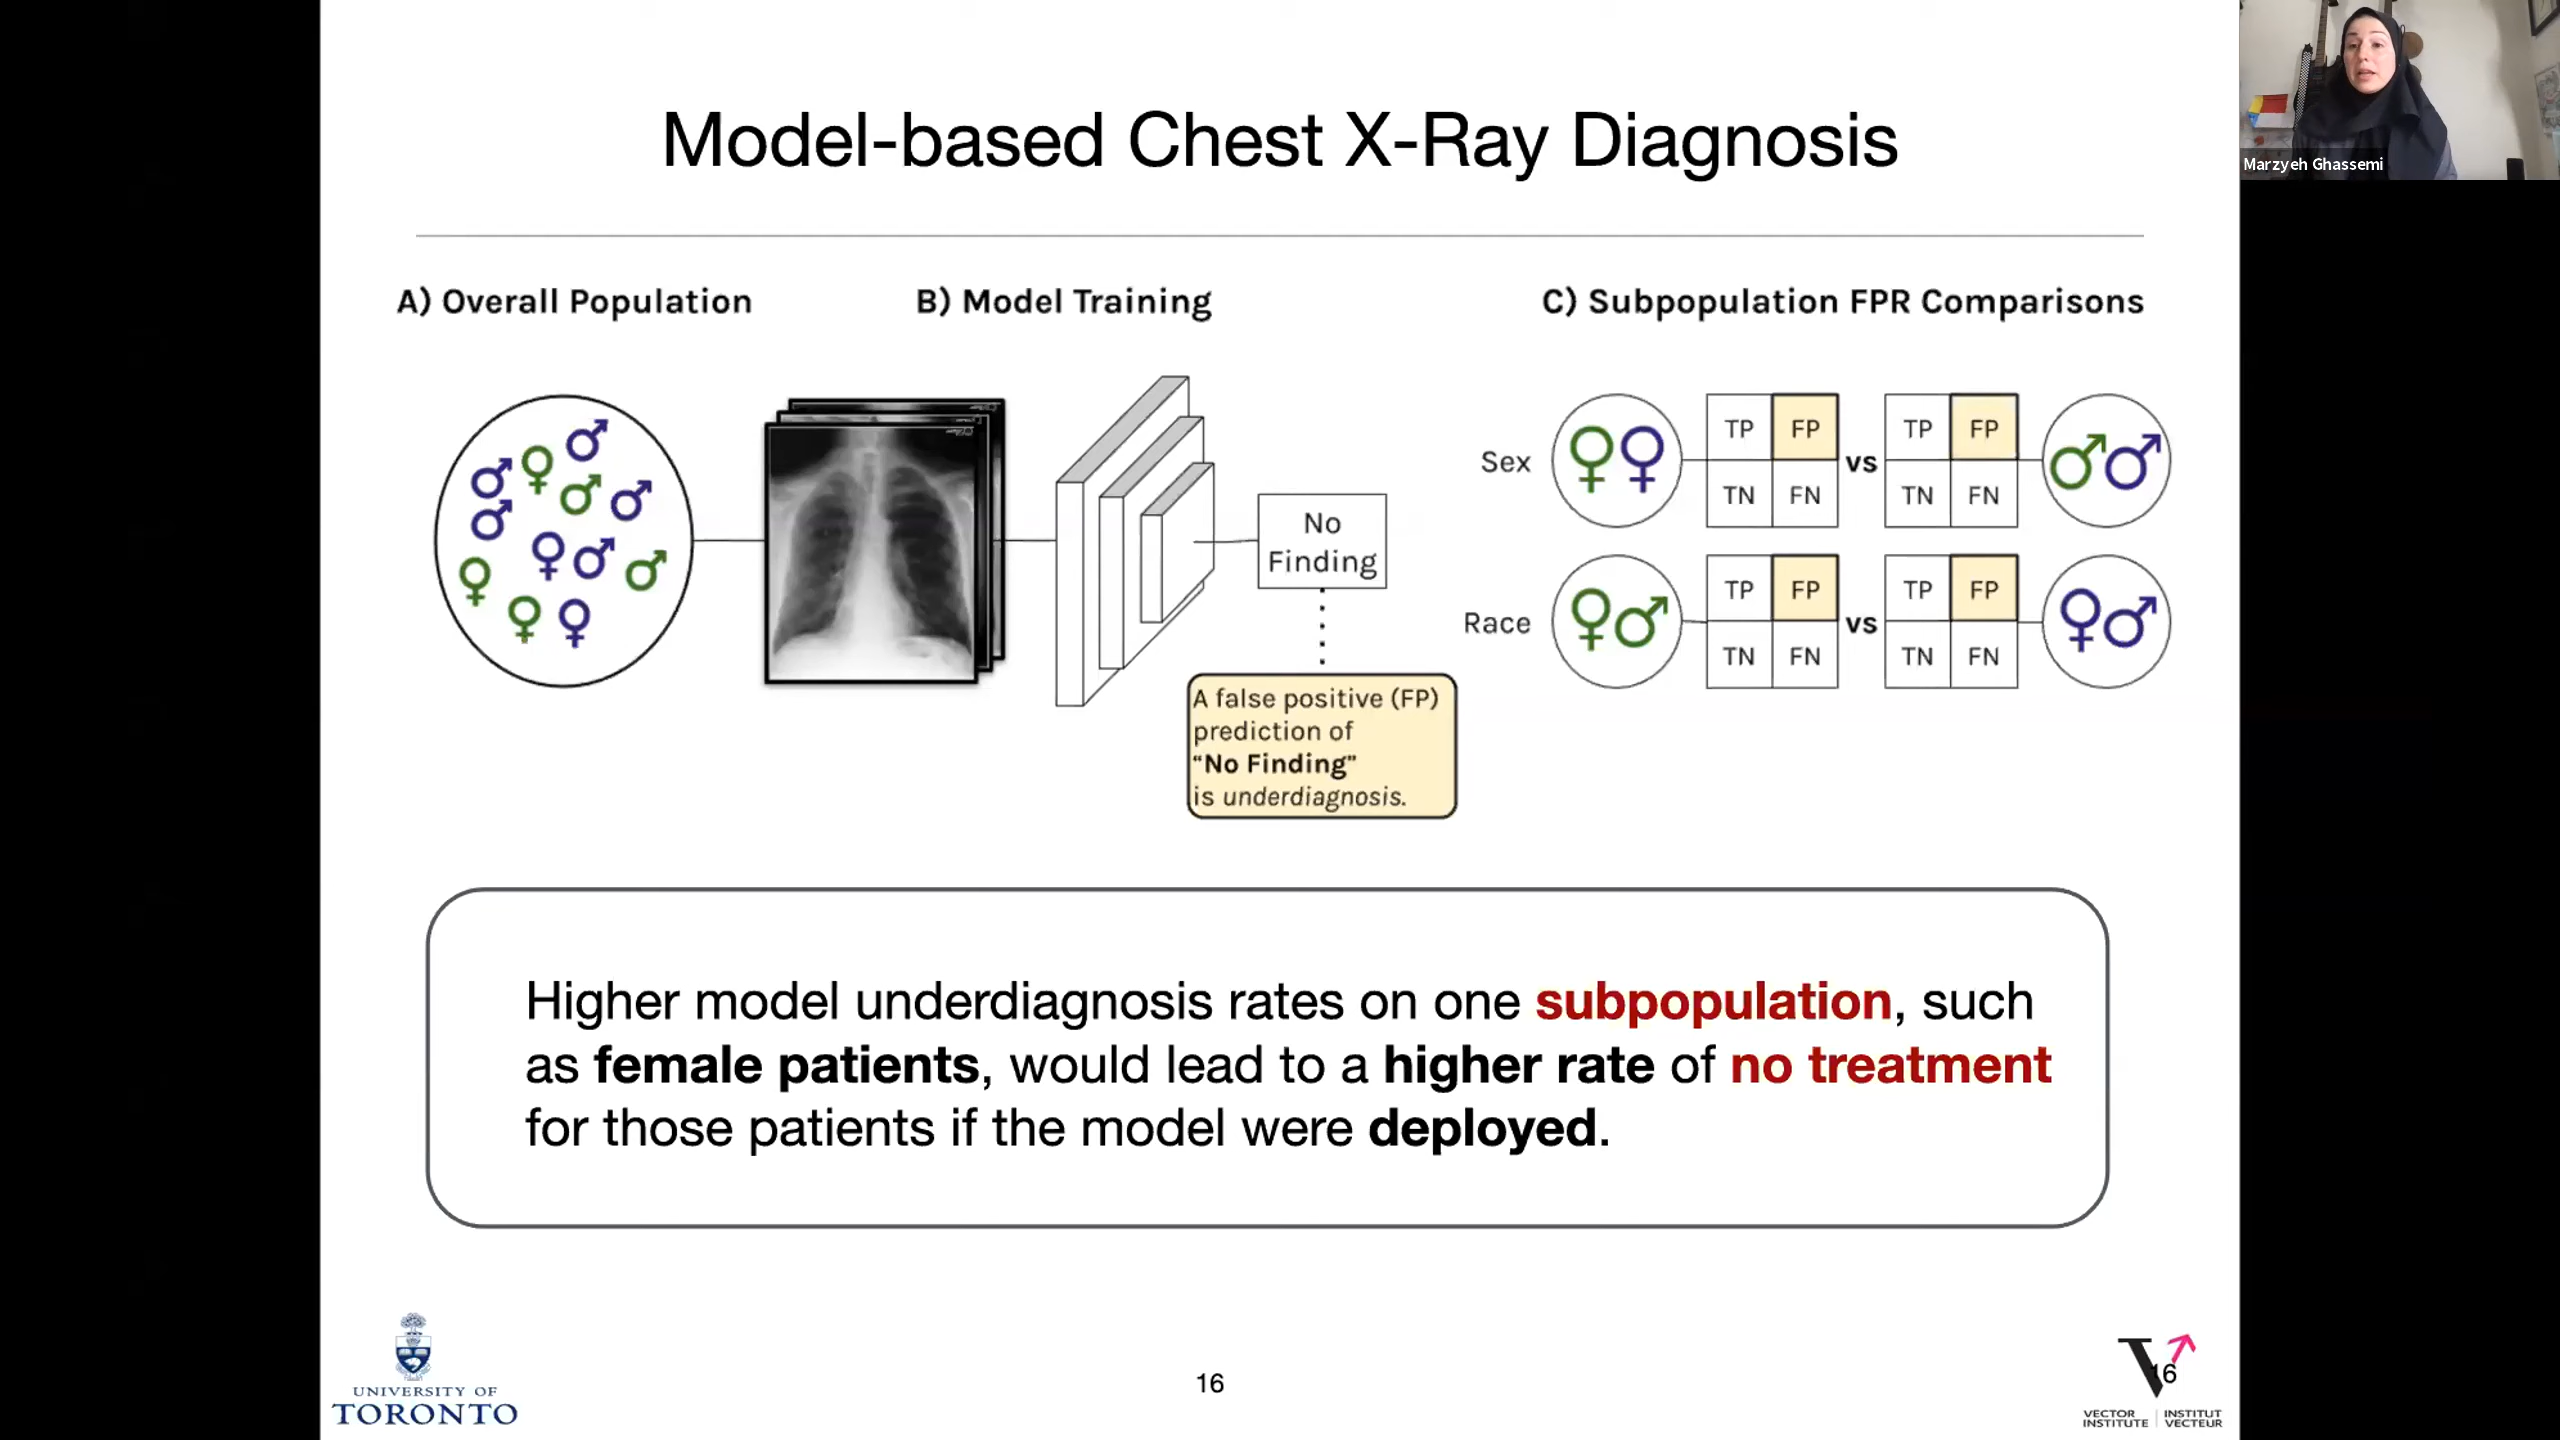 Model-based Chest X-Ray Diagnosis
Marzyeh Ghassemi
A) Overall Population
B) Model Training
C) Subpopulation FPR Comparisons
No
Finding
A false positive (FP)
prediction of
“No Finding”
is underdiagnosis.
Sex
TP FP
TN FN
vs
TP FP
TN FN
Race
TP FP
TN FN
vs
TP FP
TN FN
Higher model underdiagnosis rates on one subpopulation, such
as female patients, would lead to a higher rate of no treatment
for those patients if the model were deployed.
UNIVERSITY OF
TORONTO
16
16
VECTOR INSTITUT
INSTITUTE VECTEUR